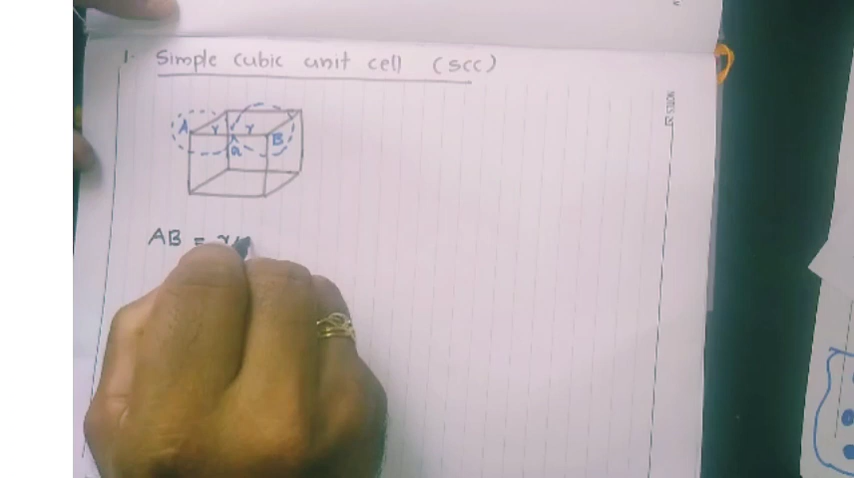 1. Simple Cubic unit cell (SCC)
A r r B
a
AB = r